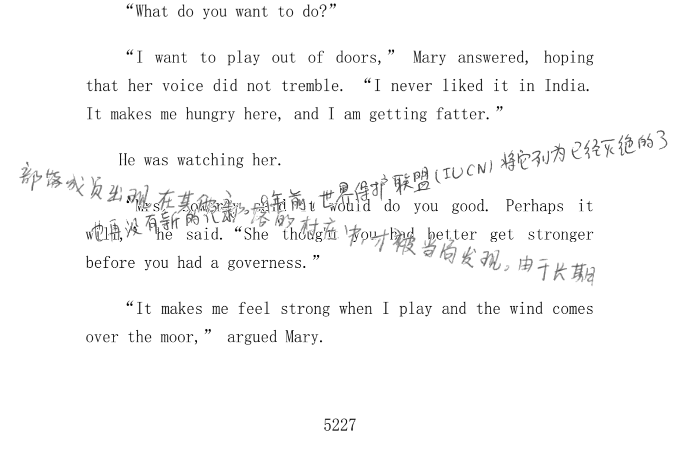 “What do you want to do?”
“I want to play out of doors,” Mary answered, hoping
that her voice did not tremble. “I never liked it in India.
It makes me hungry here, and I am getting fatter.”
He was watching her.
部落成员出现在其他 年前,世界保护联盟(IUCN)将它列为已经灭绝的了
“Mrs. said it would do you good. Perhaps it
也再没有新的记录。 村庄中,才被当局发现。由于长期
will,” he said. “She thought you had better get stronger
before you had a governess.”
“It makes me feel strong when I play and the wind comes
over the moor,” argued Mary.
5227